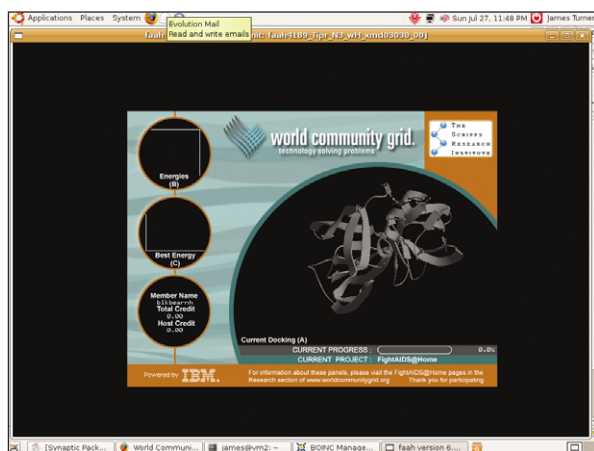 Applications Places System
Sun Jul 27, 11:48 PM James Turner
Evolution Mail
Read and write emails
faah4189_Tipr_N3_wH_xmd03030_00]
world community grid.
technology solving problems
THE
SCRIPPS
RESEARCH
INSTITUTE
Energies
(B)
Best Energy
(C)
Member Name
Total Credit
0.00
Host Credit
0.00
Current Docking (A)
CURRENT PROGRESS : 0.0%
CURRENT PROJECT : FightAIDS@Home
Powered by IBM.
For information about these panels, please visit the FightAIDS@Home pages in the
Research section of www.worldcommunitygrid.org Thank you for participating
[Synaptic Pack... World Communi... james@vm2: ~ BOINC Manage... faah version 6....